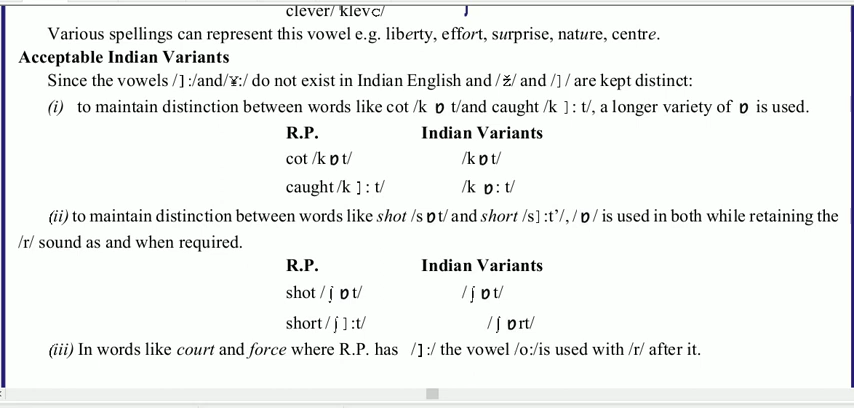 clever/ klevc/
Various spellings can represent this vowel e.g. liberty, effort, surprise, nature, centre.
Acceptable Indian Variants
Since the vowels /] :/and/¥:/ do not exist in Indian English and /ž/ and /] / are kept distinct:
(i) to maintain distinction between words like cot /k ɒ t/and caught /k ] : t/, a longer variety of ɒ is used.
R.P. Indian Variants
cot /k ɒ t/ /k ɒ t/
caught /k ] : t/ /k ɒ : t/
(ii) to maintain distinction between words like shot /s ɒ t/ and short /s] :t’/, / ɒ / is used in both while retaining the
/r/ sound as and when required.
R.P. Indian Variants
shot / ʃ ɒ t/ / ʃ ɒ t/
short / ʃ ] :t/ / ʃ ɒ rt/
(iii) In words like court and force where R.P. has /] :/ the vowel /o:/is used with /r/ after it.